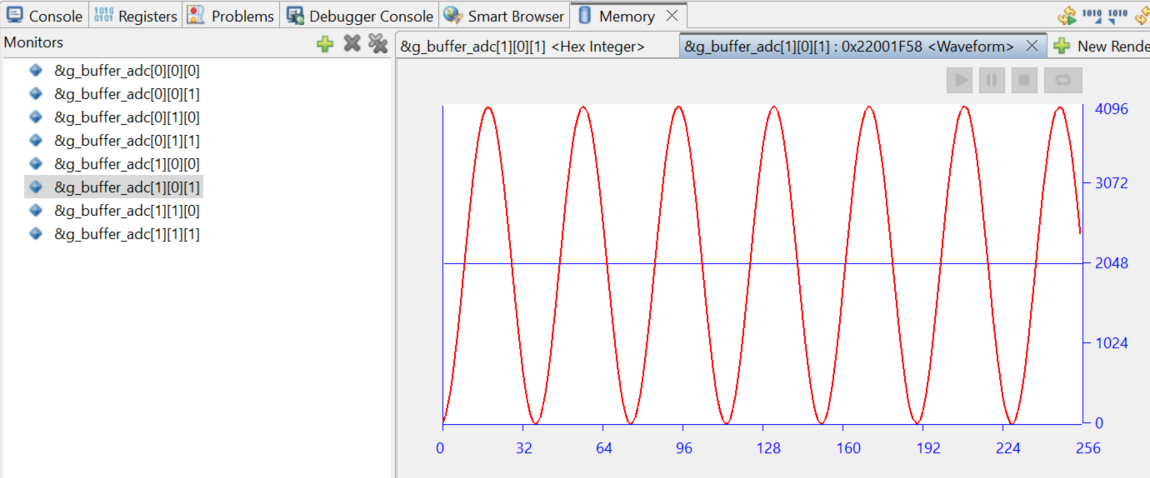 Console Registers Problems Debugger Console Smart Browser Memory
Monitors
&g_buffer_adc[1][0][1] <Hex Integer> &g_buffer_adc[1][0][1] : 0x22001F58 <Waveform> New Rende
&g_buffer_adc[0][0][0]
&g_buffer_adc[0][0][1]
&g_buffer_adc[0][1][0]
&g_buffer_adc[0][1][1]
&g_buffer_adc[1][0][0]
&g_buffer_adc[1][0][1]
&g_buffer_adc[1][1][0]
&g_buffer_adc[1][1][1]
4096
3072
2048
1024
0
0 32 64 96 128 160 192 224 256